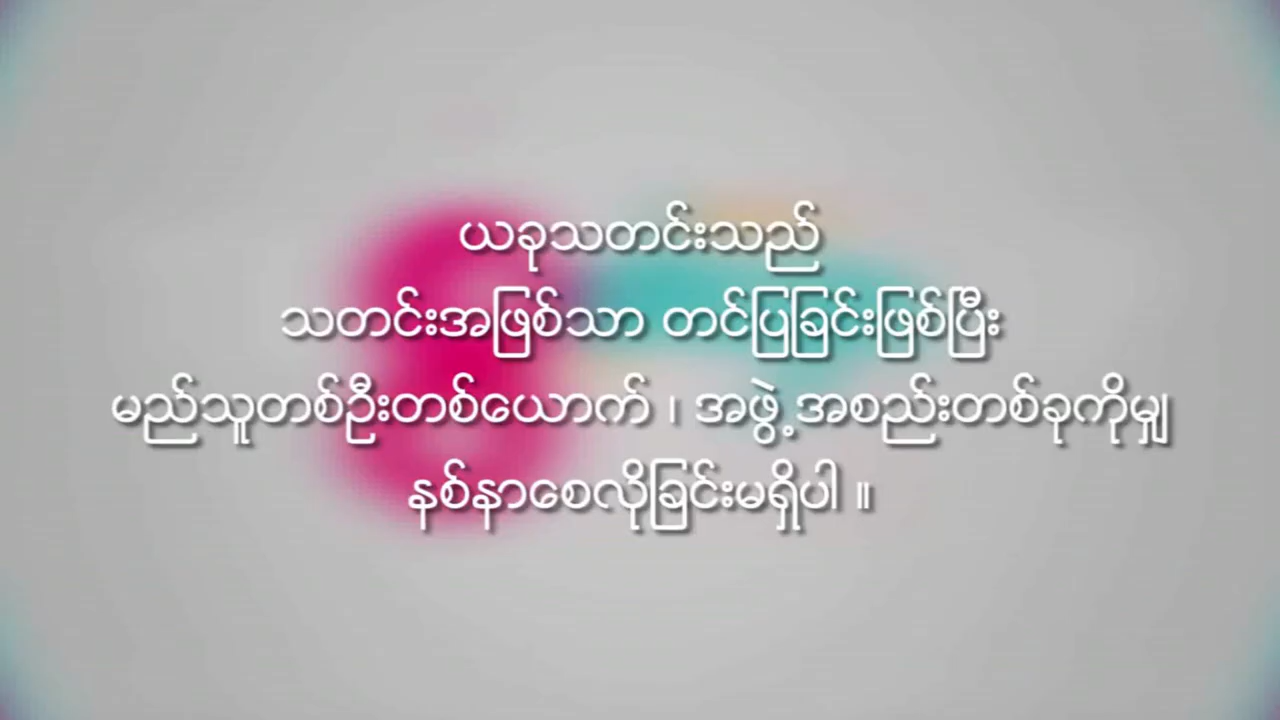 ယခုသတင်းသည်
သတင်းအဖြစ်သာ တင်ပြခြင်းဖြစ်ပြီး
မည်သူတစ်ဦးတစ်ယောက် ၊ အဖွဲ့အစည်းတစ်ခုကိုမျှ
နစ်နာစေလိုခြင်းမရှိပါ ။